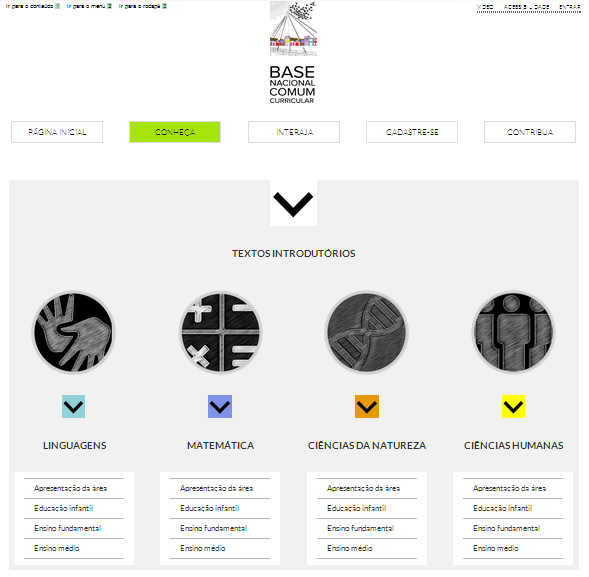 Ir para o conteúdo 1 Ir para o menu 2 Ir para o rodapé 3
VÍDEO ACESSIBILIDADE ENTRAR
BASE
NACIONAL
COMUM
CURRICULAR
PÁGINA INICIAL CONHEÇA INTERAJA CADASTRE-SE CONTRIBUA
TEXTOS INTRODUTÓRIOS
LINGUAGENS MATEMÁTICA CIÊNCIAS DA NATUREZA CIÊNCIAS HUMANAS
Apresentação da área Apresentação da área Apresentação da área Apresentação da área
Educação infantil Educação infantil Educação infantil Educação infantil
Ensino fundamental Ensino fundamental Ensino fundamental Ensino fundamental
Ensino médio Ensino médio Ensino médio Ensino médio